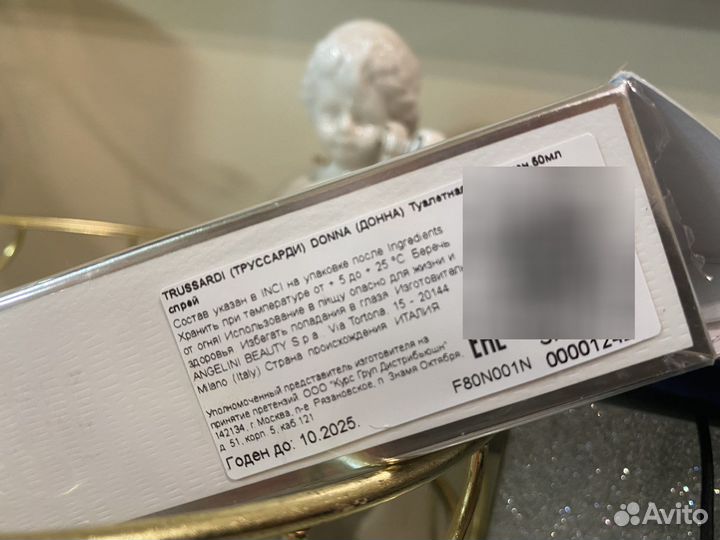 TRUSSARDI (ТРУССАРДИ) DONNA (ДОННА) Туалетная 50мл
спрей
Состав указан в INCI на упаковке после Ingredients
Хранить при температуре от + 5 до + 25 °C Беречь
от огня! Использование в пищу опасно для жизни и
здоровья Избегать попадания в глаза Изготовитель
ANGELINI BEAUTY S p a Via Tortona, 15 - 20144
Milano (Italy) Страна происхождения ИТАЛИЯ
Уполномоченный представитель изготовителя на
принятие претензий ООО "Курс Груп Дистрибьюшн"
142134, г. Москва, п-е. Рязановское, п Знамя Октября,
д 51, корп. 5, каб 121
Годен до: 10.2025.
F80N001N
Avito